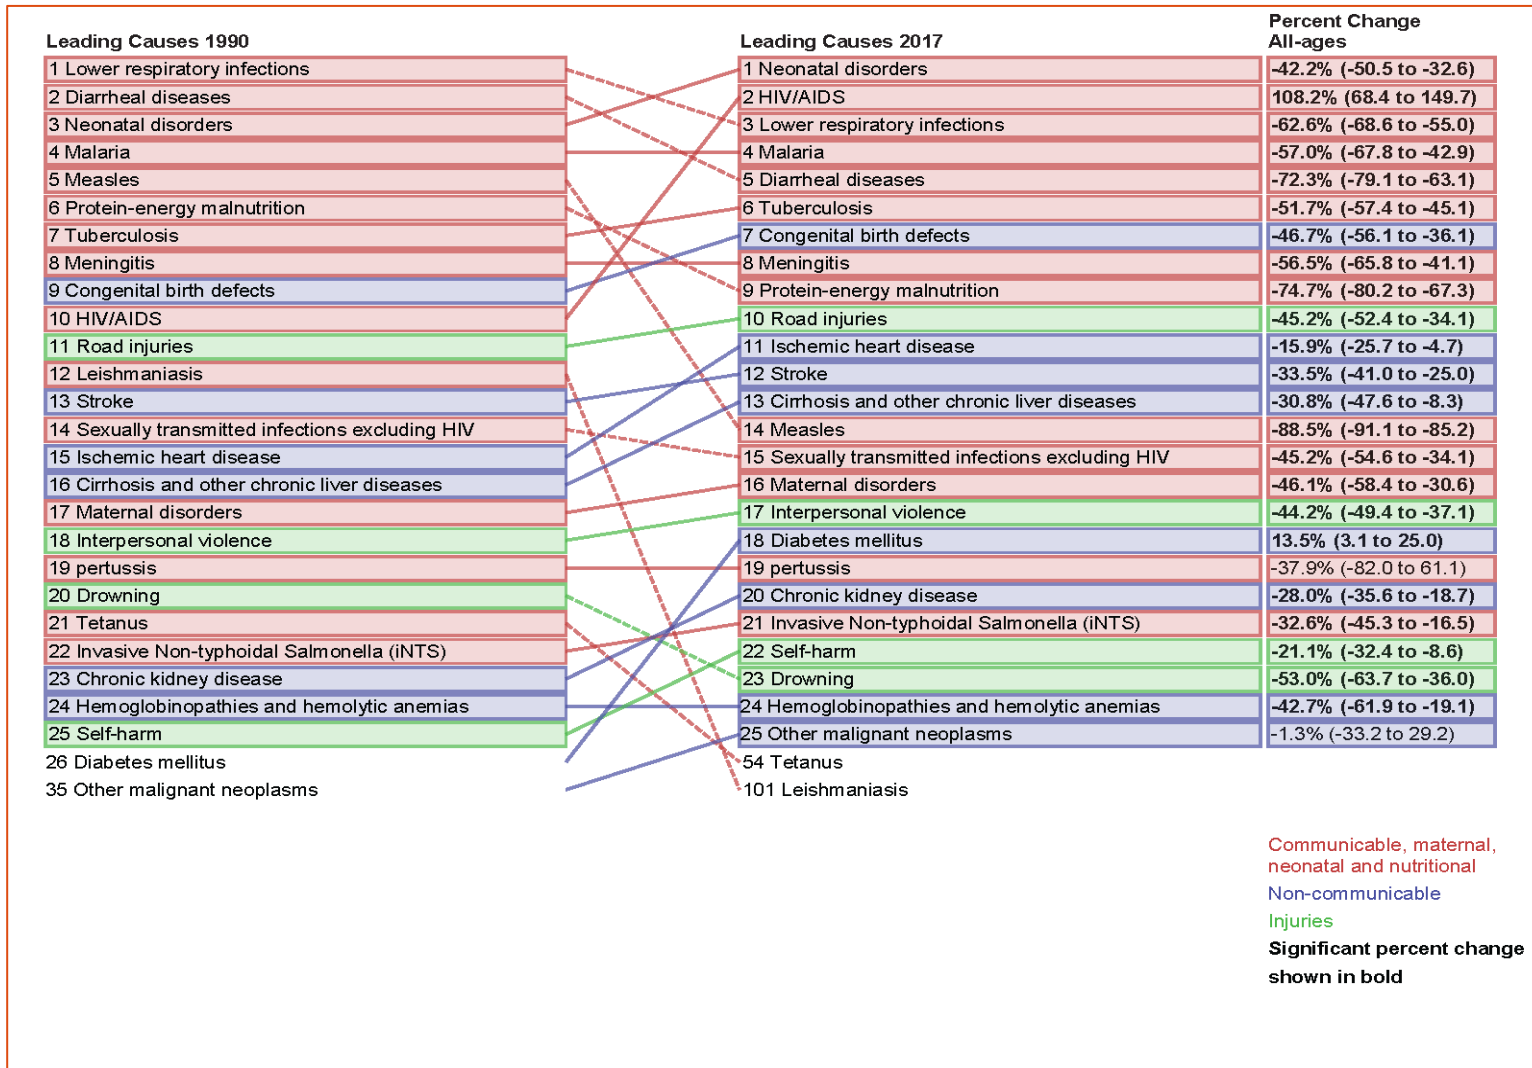 Leading Causes 1990
1 Lower respiratory infections
2 Diarrheal diseases
3 Neonatal disorders
4 Malaria
5 Measles
6 Protein-energy malnutrition
7 Tuberculosis
8 Meningitis
9 Congenital birth defects
10 HIV/AIDS
11 Road injuries
12 Leishmaniasis
13 Stroke
14 Sexually transmitted infections excluding HIV
15 Ischemic heart disease
16 Cirrhosis and other chronic liver diseases
17 Maternal disorders
18 Interpersonal violence
19 pertussis
20 Drowning
21 Tetanus
22 Invasive Non-typhoidal Salmonella (iNTS)
23 Chronic kidney disease
24 Hemoglobinopathies and hemolytic anemias
25 Self-harm
26 Diabetes mellitus
35 Other malignant neoplasms
Leading Causes 2017
1 Neonatal disorders
2 HIV/AIDS
3 Lower respiratory infections
4 Malaria
5 Diarrheal diseases
6 Tuberculosis
7 Congenital birth defects
8 Meningitis
9 Protein-energy malnutrition
10 Road injuries
11 Ischemic heart disease
12 Stroke
13 Cirrhosis and other chronic liver diseases
14 Measles
15 Sexually transmitted infections excluding HIV
16 Maternal disorders
17 Interpersonal violence
18 Diabetes mellitus
19 pertussis
20 Chronic kidney disease
21 Invasive Non-typhoidal Salmonella (iNTS)
22 Self-harm
23 Drowning
24 Hemoglobinopathies and hemolytic anemias
25 Other malignant neoplasms
54 Tetanus
101 Leishmaniasis
Percent Change
All-ages
-42.2% (-50.5 to -32.6)
108.2% (68.4 to 149.7)
-62.6% (-68.6 to -55.0)
-57.0% (-67.8 to -42.9)
-72.3% (-79.1 to -63.1)
-51.7% (-57.4 to -45.1)
-46.7% (-56.1 to -36.1)
-56.5% (-65.8 to -41.1)
-74.7% (-80.2 to -67.3)
-45.2% (-52.4 to -34.1)
-15.9% (-25.7 to -4.7)
-33.5% (-41.0 to -25.0)
-30.8% (-47.6 to -8.3)
-88.5% (-91.1 to -85.2)
-45.2% (-54.6 to -34.1)
-46.1% (-58.4 to -30.6)
-44.2% (-49.4 to -37.1)
13.5% (3.1 to 25.0)
-37.9% (-82.0 to 61.1)
-28.0% (-35.6 to -18.7)
-32.6% (-45.3 to -16.5)
-21.1% (-32.4 to -8.6)
-53.0% (-63.7 to -36.0)
-42.7% (-61.9 to -19.1)
-1.3% (-33.2 to 29.2)
Communicable, maternal,
neonatal and nutritional
Non-communicable
Injuries
Significant percent change
shown in bold